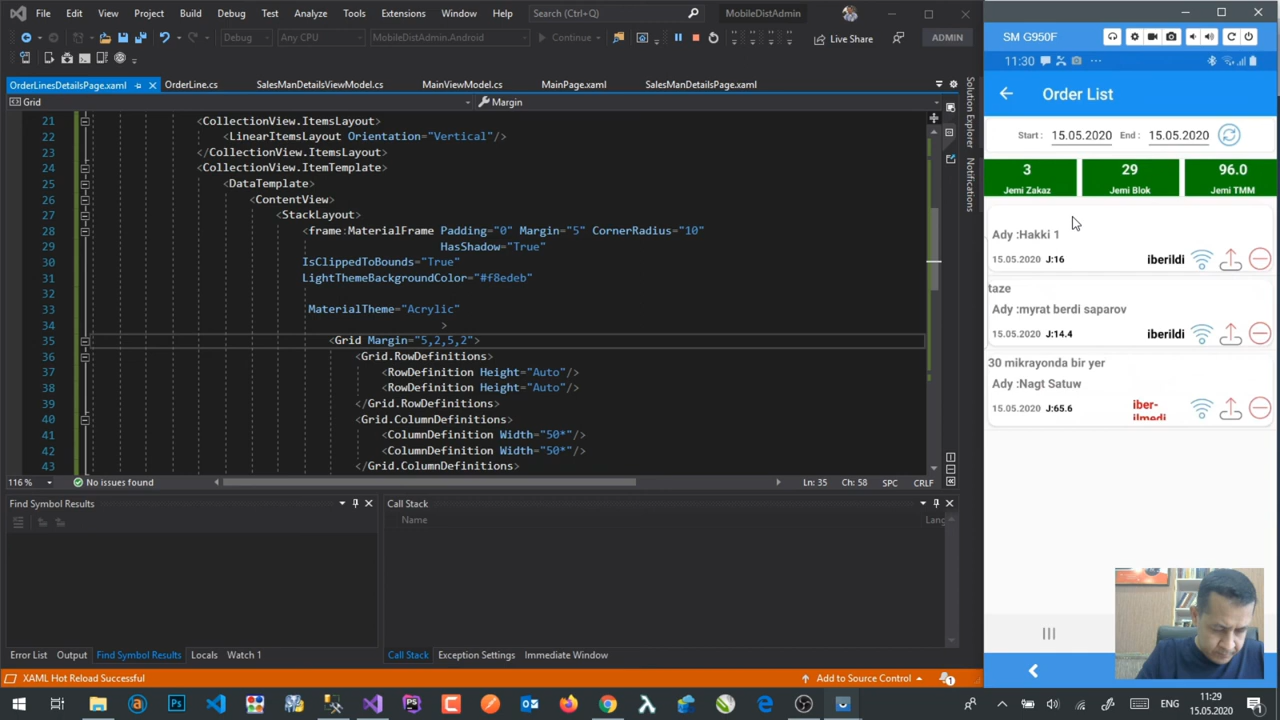 File Edit View Project Build Debug Test Analyze Tools Extensions Window Help Search (Ctrl+Q) MobileDistAdmin
Debug Any CPU MobileDistAdmin.Android Continue Live Share ADMIN
OrderLinesDetailsPage.xaml OrderLine.cs SalesManDetailsViewModel.cs MainViewModel.cs MainPage.xaml SalesManDetailsPage.xaml
Grid Margin
21 <CollectionView.ItemsLayout>
22 <LinearItemsLayout Orientation="Vertical"/>
23 </CollectionView.ItemsLayout>
24 <CollectionView.ItemTemplate>
25 <DataTemplate>
26 <ContentView>
27 <StackLayout>
28 <frame:MaterialFrame Padding="0" Margin="5" CornerRadius="10"
29 HasShadow="True"
30 IsClippedToBounds="True"
31 LightThemeBackgroundColor="#f8edeb"
32
33 MaterialTheme="Acrylic"
34 >
35 <Grid Margin="5,2,5,2">
36 <Grid.RowDefinitions>
37 <RowDefinition Height="Auto"/>
38 <RowDefinition Height="Auto"/>
39 </Grid.RowDefinitions>
40 <Grid.ColumnDefinitions>
41 <ColumnDefinition Width="50*"/>
42 <ColumnDefinition Width="50*"/>
43 </Grid.ColumnDefinitions>
116 % No issues found Ln: 35 Ch: 58 SPC CRLF
Solution Explorer
Notifications
Find Symbol Results
Call Stack
Name Lang
Error List Output Find Symbol Results Locals Watch 1
Call Stack Exception Settings Immediate Window
XAML Hot Reload Successful Add to Source Control 1
SM G950F
11:30
Order List
Start : 15.05.2020 End : 15.05.2020
3 29 96.0
Jemi Zakaz Jemi Blok Jemi TMM
Ady :Hakki 1
15.05.2020 J:16 iberildi
taze
Ady :myrat berdi saparov
15.05.2020 J:14.4 iberildi
30 mikrayonda bir yer
Ady :Nagt Satuw
15.05.2020 J:65.6 iber-
ilmedi
ENG 11:29
15.05.2020